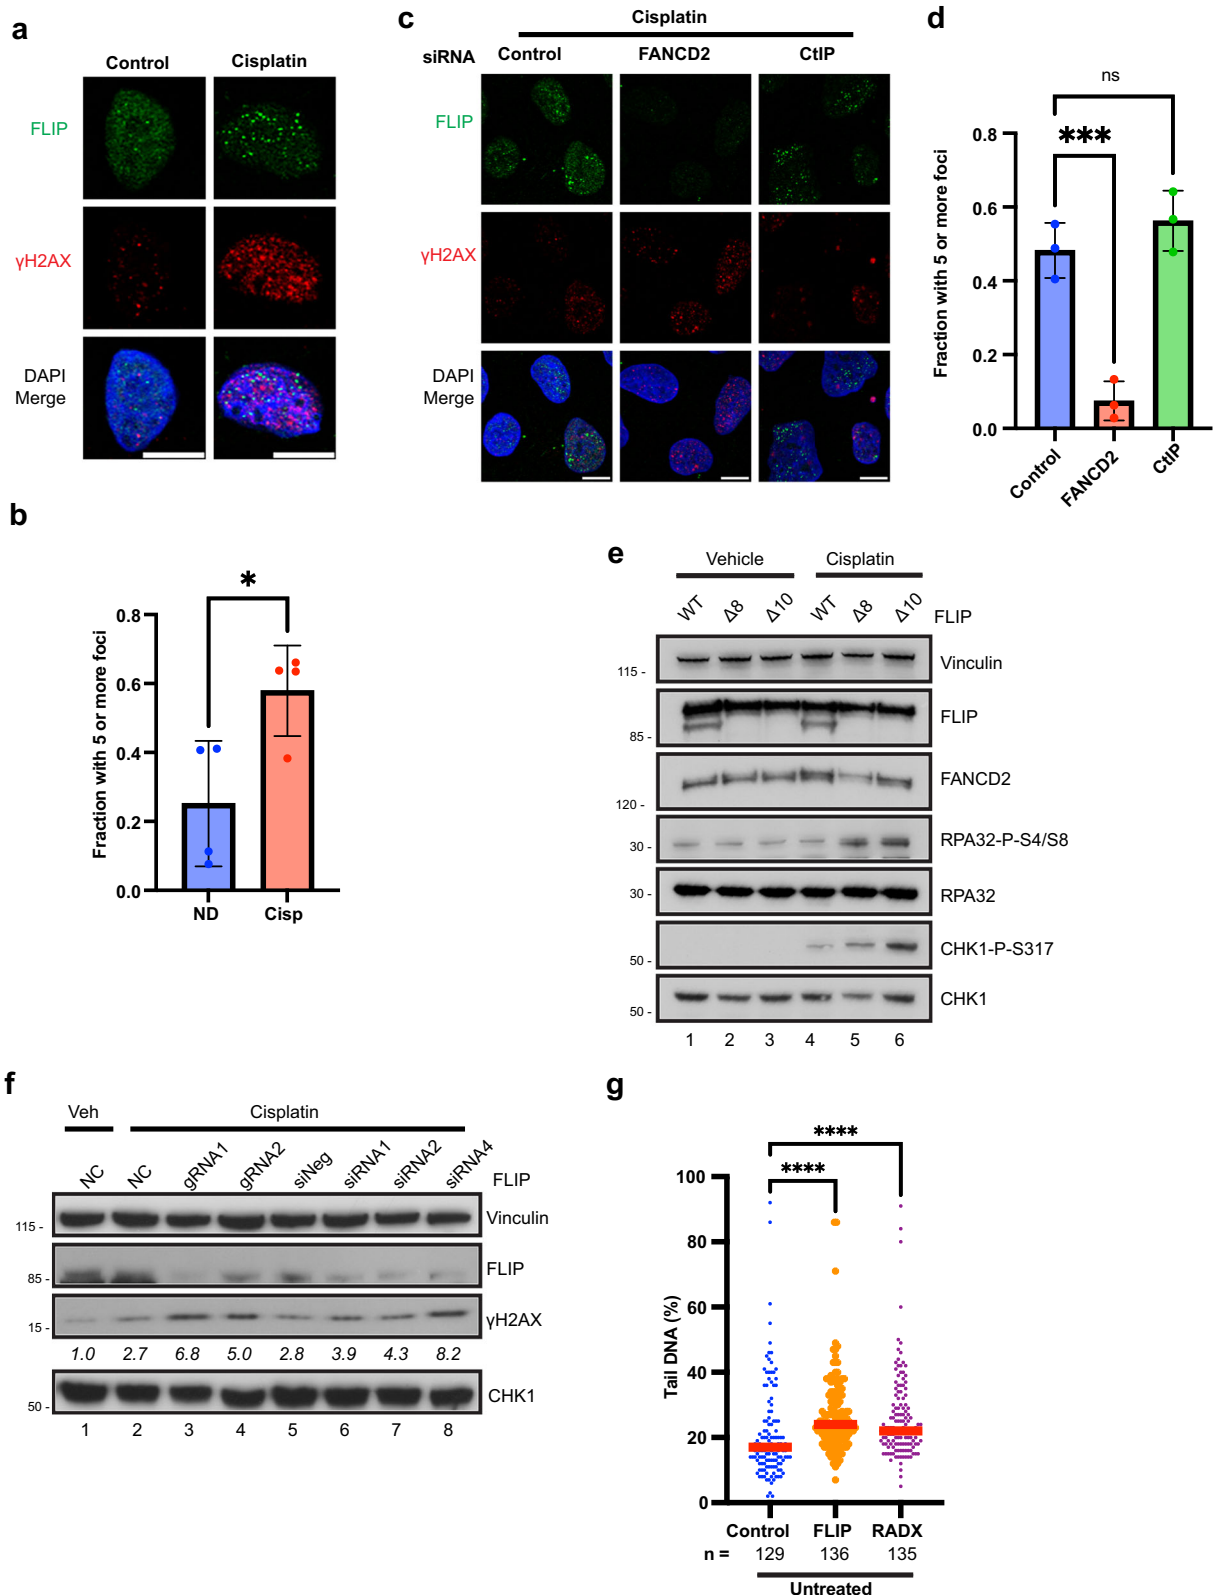 a
Control
Cisplatin
FLIP
γH2AX
DAPI
Merge
b
*
Fraction with 5 or more foci
0.8
0.6
0.4
0.2
0.0
ND
Cisp
c
Cisplatin
siRNA
Control
FANCD2
CtIP
FLIP
γH2AX
DAPI
Merge
d
ns
***
Fraction with 5 or more foci
0.8
0.6
0.4
0.2
0.0
Control
FANCD2
CtIP
e
Vehicle
Cisplatin
WT
Δ8
Δ10
WT
Δ8
Δ10
FLIP
115 -
Vinculin
85 -
FLIP
120 -
FANCD2
30 -
RPA32-P-S4/S8
30 -
RPA32
50 -
CHK1-P-S317
50 -
CHK1
1 2 3 4 5 6
f
Veh
Cisplatin
NC
NC
gRNA1
gRNA2
siNeg
siRNA1
siRNA2
siRNA4
FLIP
115 -
Vinculin
85 -
FLIP
15 -
γH2AX
1.0 2.7 6.8 5.0 2.8 3.9 4.3 8.2
50 -
CHK1
1 2 3 4 5 6 7 8
g
****
****
Tail DNA (%)
100
80
60
40
20
0
Control FLIP RADX
n = 129 136 135
Untreated